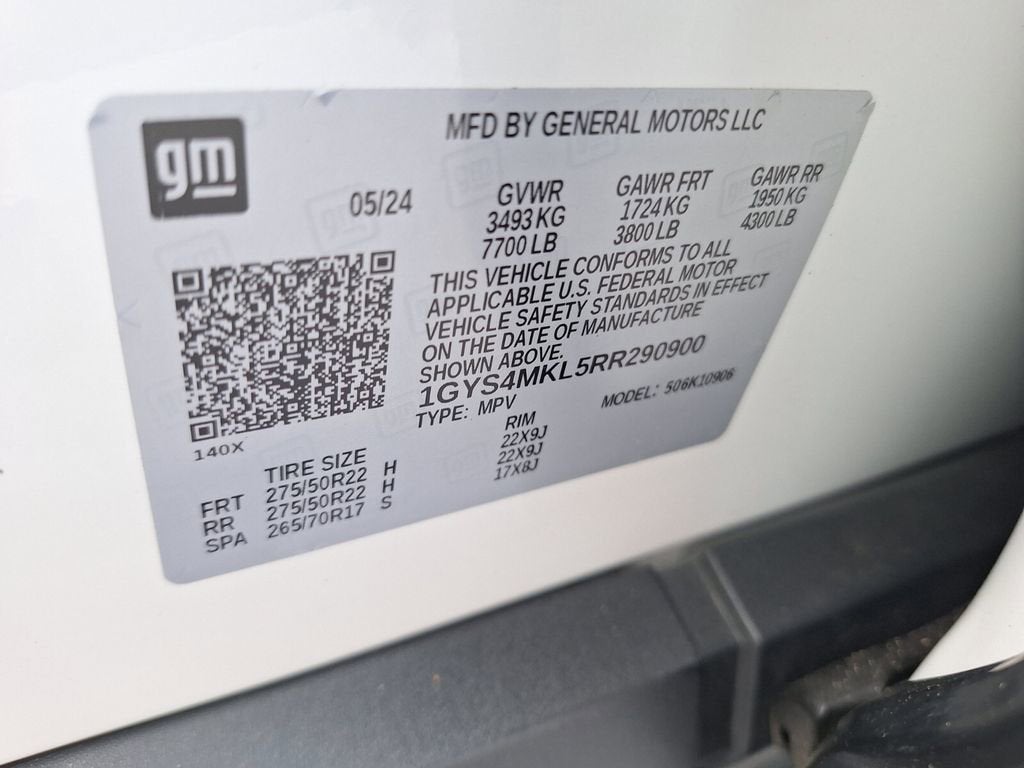 gm
MFD BY GENERAL MOTORS LLC
05/24
GVWR GAWR FRT GAWR RR
3493 KG 1724 KG 1950 KG
7700 LB 3800 LB 4300 LB
THIS VEHICLE CONFORMS TO ALL
APPLICABLE U.S. FEDERAL MOTOR
VEHICLE SAFETY STANDARDS IN EFFECT
ON THE DATE OF MANUFACTURE
SHOWN ABOVE.
1GYS4MKL5RR290900
TYPE: MPV MODEL: 506K10906
140X
TIRE SIZE RIM
FRT 275/50R22 H 22X9J
RR 275/50R22 H 22X9J
SPA 265/70R17 S 17X8J